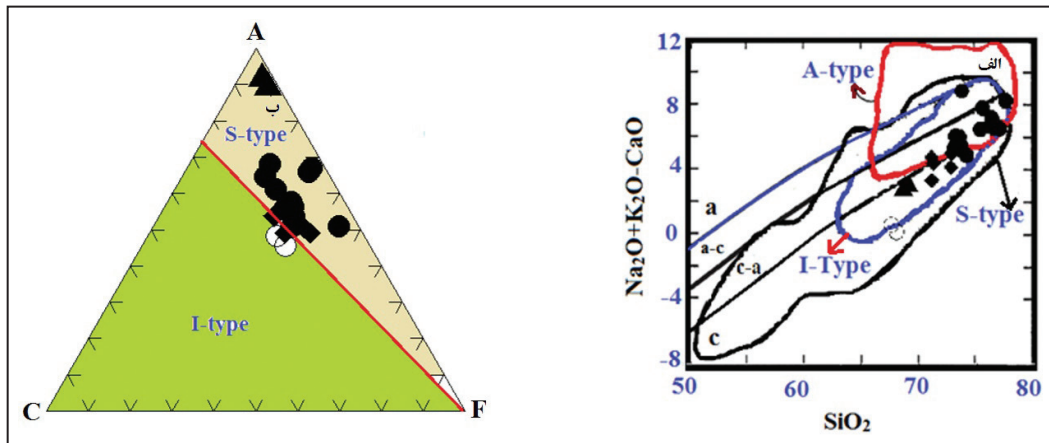 A
ب
S-type
I-type
C
F
12
8
4
0
-4
-8
Na₂O+K₂O-CaO
A-type
الف
a
a-c
c-a
c
I-Type
S-type
50
60
70
80
SiO₂